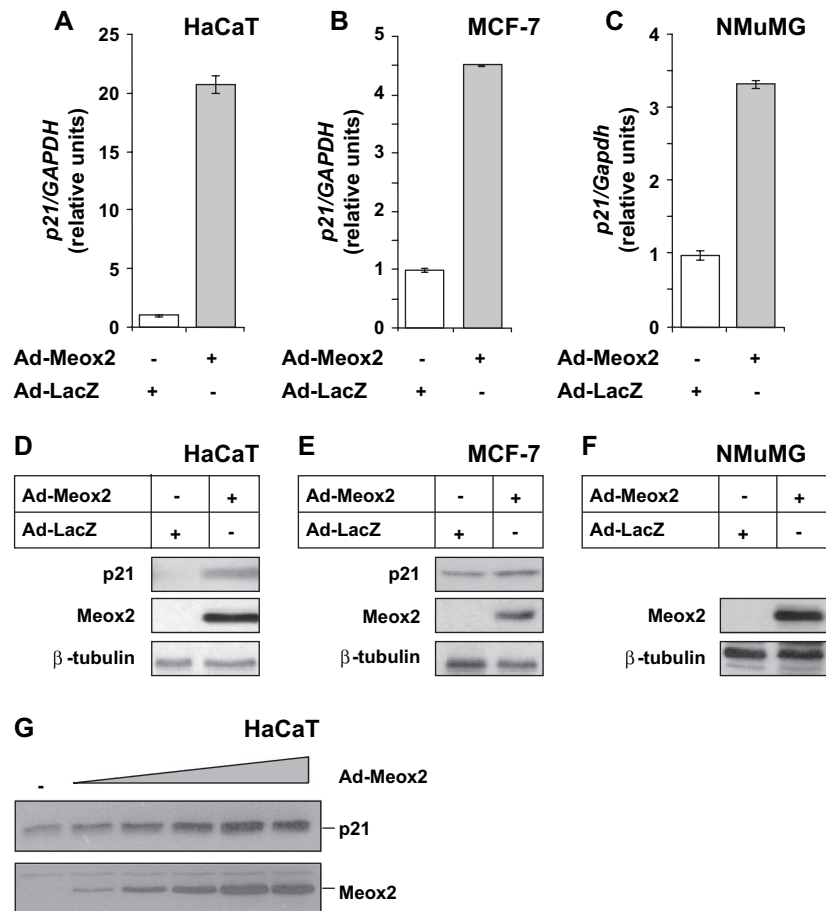 A HaCaT
25
20
15
10
5
0
p21/GAPDH
(relative units)
Ad-Meox2 - +
Ad-LacZ + -
B MCF-7
5
4
3
2
1
0
p21/GAPDH
(relative units)
Ad-Meox2 - +
Ad-LacZ + -
C NMuMG
4
3
2
1
0
p21/Gapdh
(relative units)
Ad-Meox2 - +
Ad-LacZ + -
D HaCaT
Ad-Meox2 - +
Ad-LacZ + -
p21
Meox2
β-tubulin
E MCF-7
Ad-Meox2 - +
Ad-LacZ + -
p21
Meox2
β-tubulin
F NMuMG
Ad-Meox2 - +
Ad-LacZ + -
Meox2
β-tubulin
G HaCaT
- Ad-Meox2
p21
Meox2